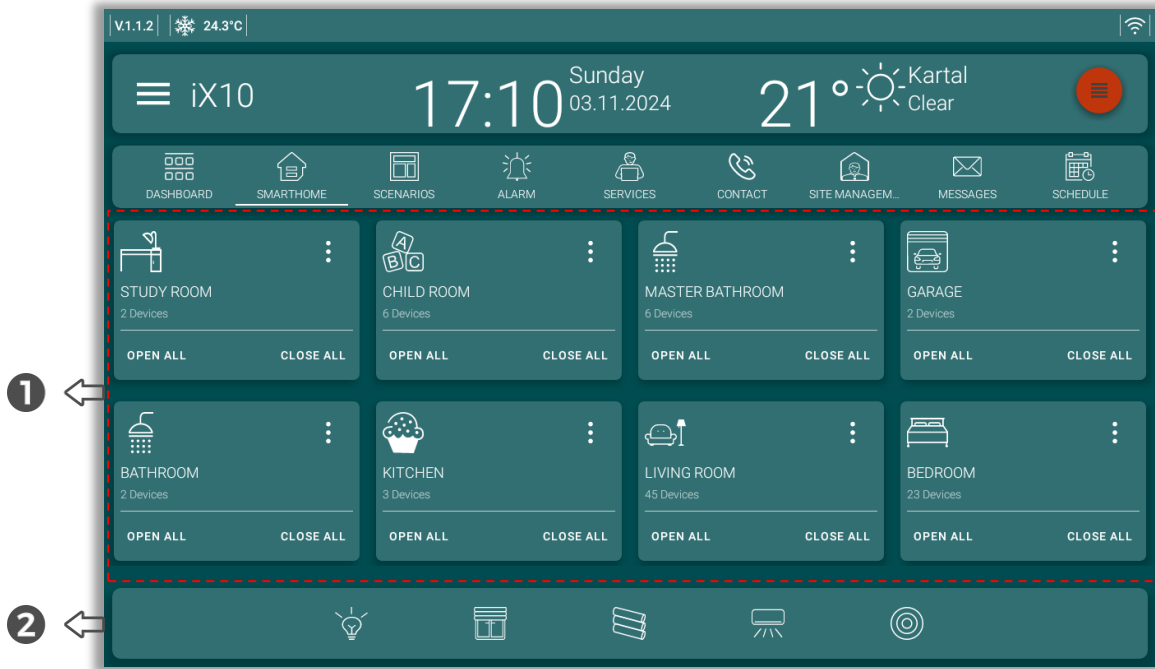 V.1.1.2 24.3°C
iX10
17:10
Sunday
03.11.2024
21°
Kartal
Clear
DASHBOARD SMARTHOME SCENARIOS ALARM SERVICES CONTACT SITE MANAGEM... MESSAGES SCHEDULE
A
B C
STUDY ROOM CHILD ROOM MASTER BATHROOM GARAGE
2 Devices 6 Devices 6 Devices 2 Devices
OPEN ALL CLOSE ALL OPEN ALL CLOSE ALL OPEN ALL CLOSE ALL OPEN ALL CLOSE ALL
1
BATHROOM KITCHEN LIVING ROOM BEDROOM
2 Devices 3 Devices 45 Devices 23 Devices
OPEN ALL CLOSE ALL OPEN ALL CLOSE ALL OPEN ALL CLOSE ALL OPEN ALL CLOSE ALL
2